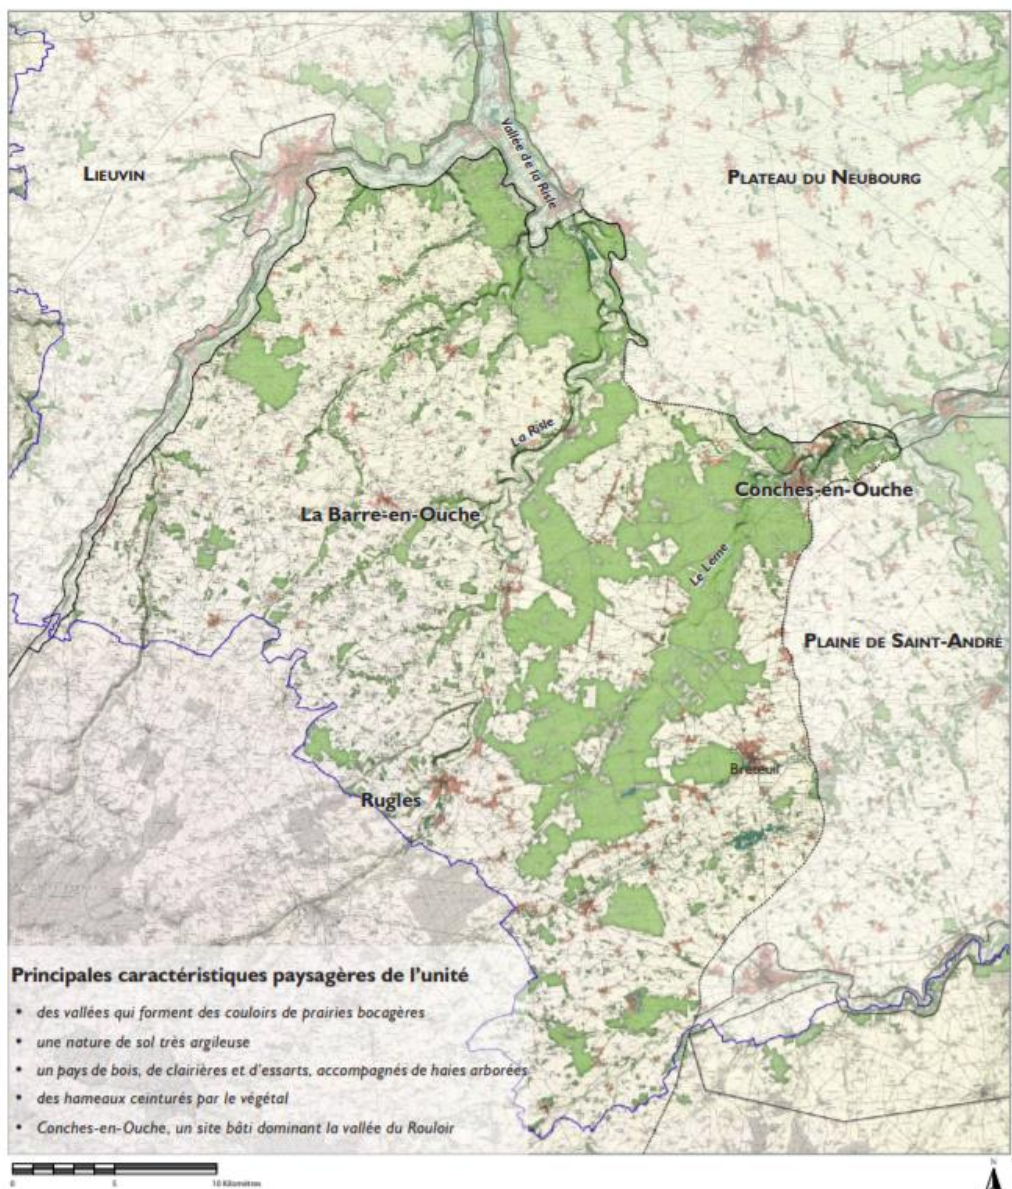 LIEUVIN
Vallée de la Risle
PLATEAU DU NEUBOURG
La Risle
Conches-en-Ouche
La Barre-en-Ouche
Le Lême
PLAINE DE SAINT-ANDRÉ
Breteuil
Rugles
Principales caractéristiques paysagères de l'unité
• des vallées qui forment des couloirs de prairies bocagères
• une nature de sol très argileuse
• un pays de bois, de clairières et d'essarts, accompagnés de haies arborées
• des hameaux ceinturés par le végétal
• Conches-en-Ouche, un site bâti dominant la vallée du Rouloir
0 5 10 Kilomètres
N